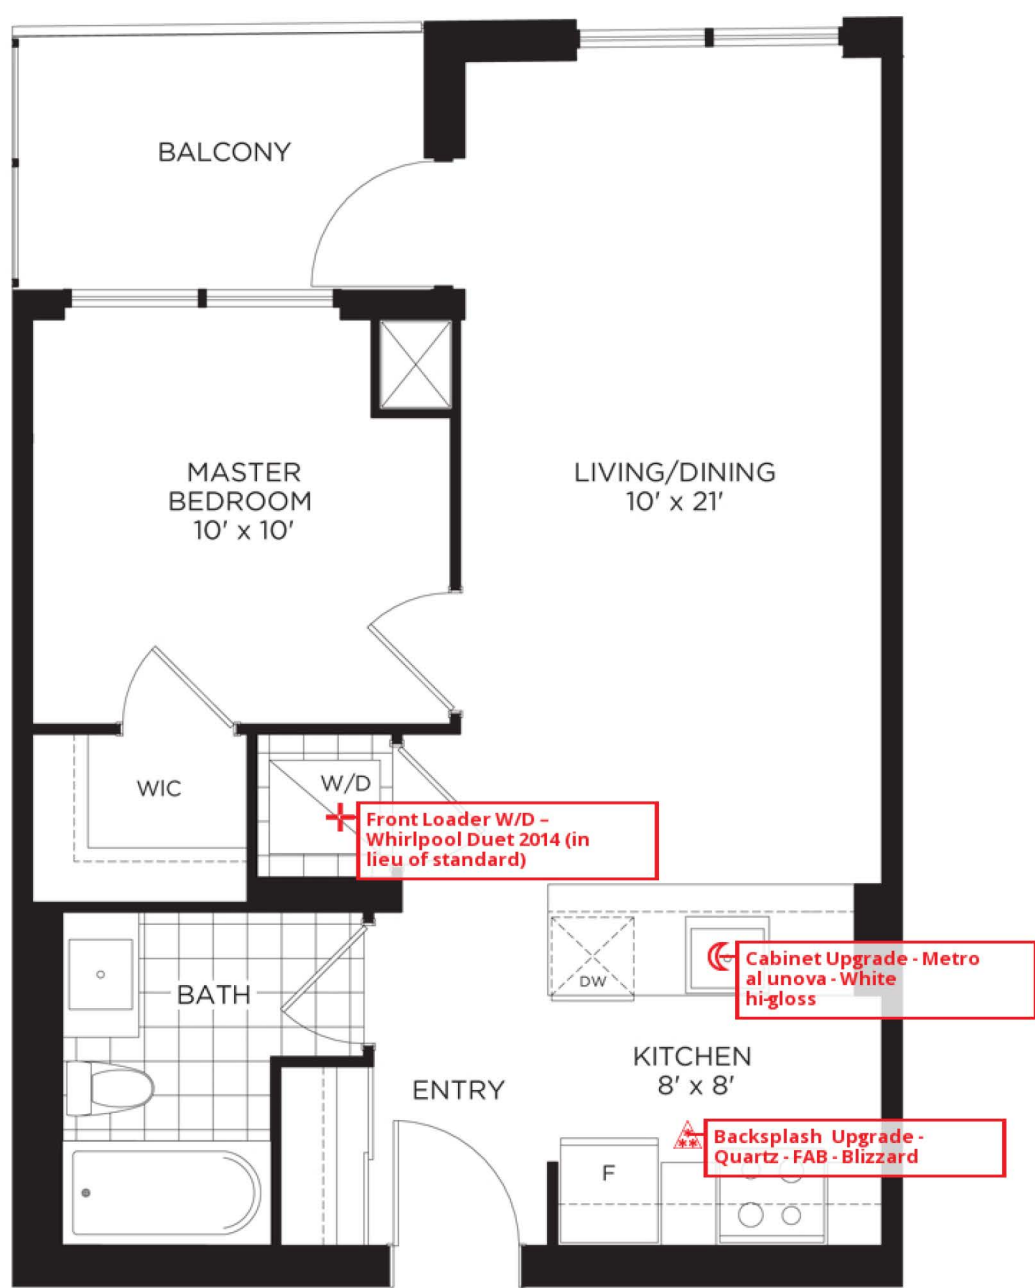 BALCONY
MASTER
BEDROOM
10' x 10'
LIVING/DINING
10' x 21'
WIC
W/D
Front Loader W/D –
Whirlpool Duet 2014 (in
lieu of standard)
DW
Cabinet Upgrade - Metro
al unova - White
hi-gloss
BATH
KITCHEN
8' x 8'
ENTRY
Backsplash Upgrade -
Quartz - FAB - Blizzard
F